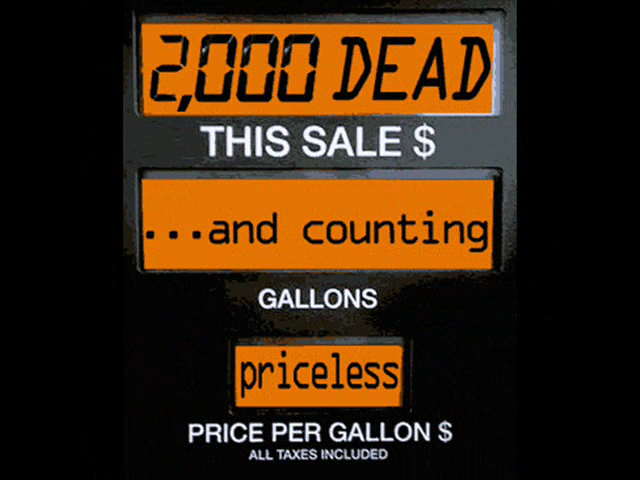 2,000 DEAD
THIS SALE $
...and counting
GALLONS
priceless
PRICE PER GALLON $
ALL TAXES INCLUDED